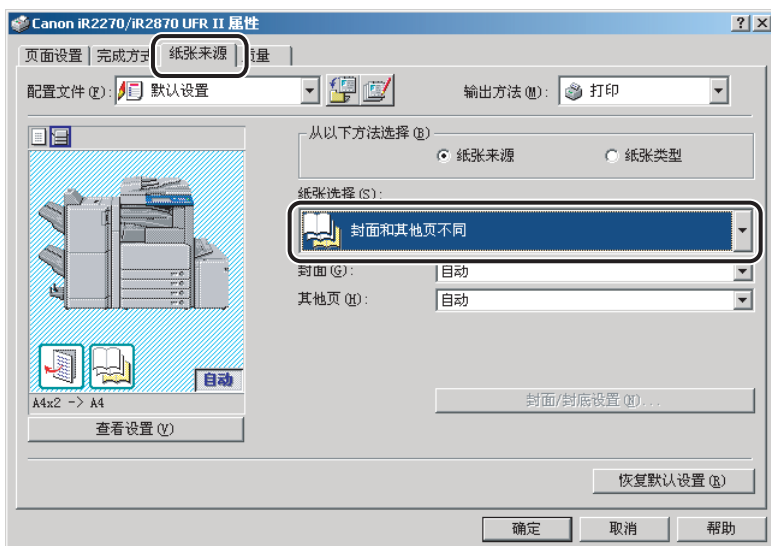 Canon iR2270/iR2870 UFR II 属性
页面设置 完成方式 纸张来源 质量
配置文件(F): 默认设置 输出方法(M): 打印
从以下方法选择(B)
纸张来源 纸张类型
纸张选择(S):
封面和其他页不同
封面(G): 自动
其他页(H): 自动
自动
A4x2 -> A4
封面/封底设置(N)...
查看设置(V)
恢复默认设置(R)
确定 取消 帮助